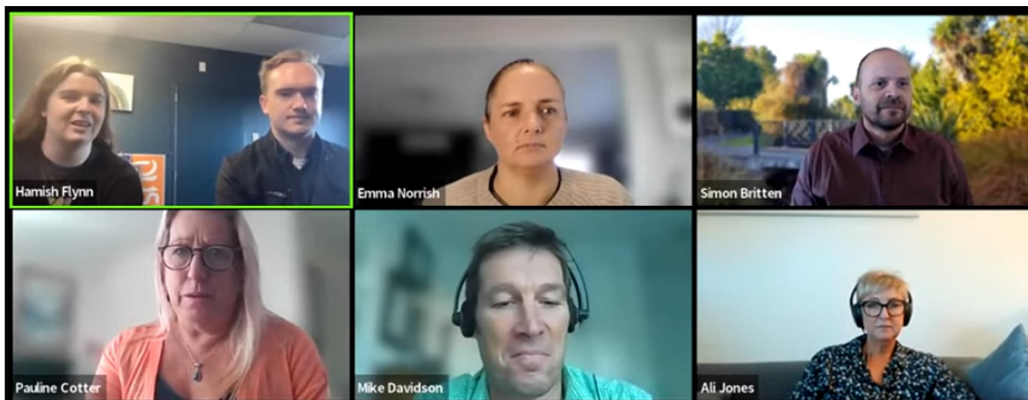 Hamish Flynn
Emma Norrish
Simon Britten
Pauline Cotter
Mike Davidson
Ali Jones